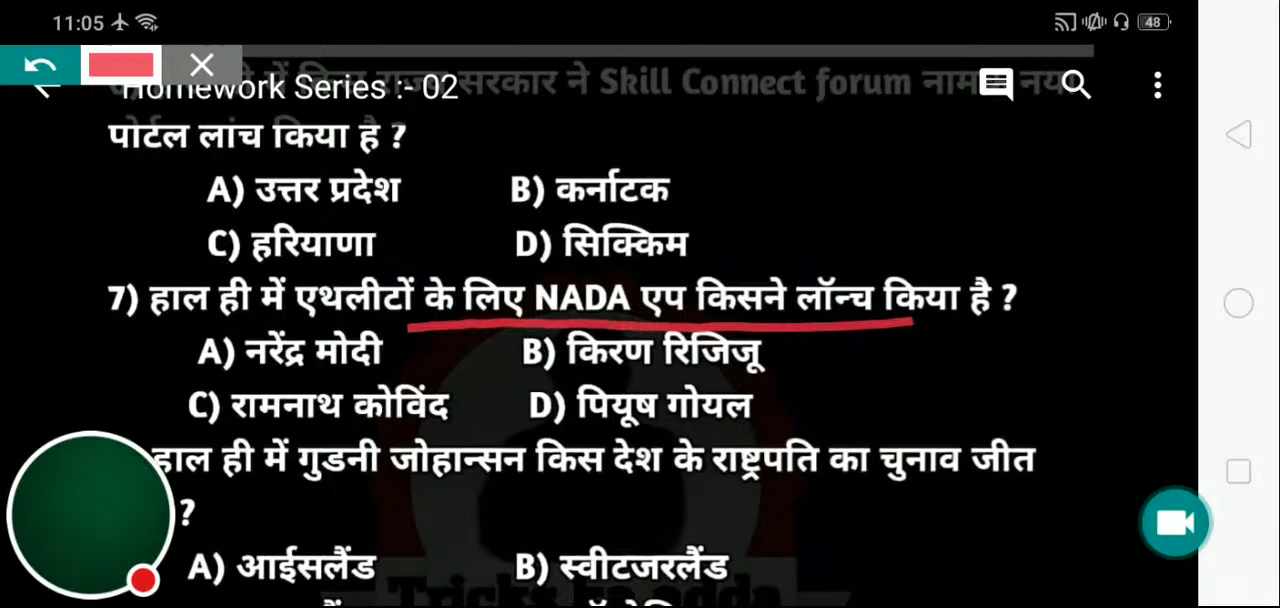 11:05
48
Homework Series :- 02
सरकार ने Skill Connect forum
पोर्टल लांच किया है ?
A) उत्तर प्रदेश B) कर्नाटक
C) हरियाणा D) सिक्किम
7) हाल ही में एथलीटों के लिए NADA एप किसने लॉन्च किया है ?
A) नरेंद्र मोदी B) किरण रिजिजू
C) रामनाथ कोविंद D) पियूष गोयल
हाल ही में गुडनी जोहान्सन किस देश के राष्ट्रपति का चुनाव जीत
?
A) आईसलैंड B) स्वीटजरलैंड